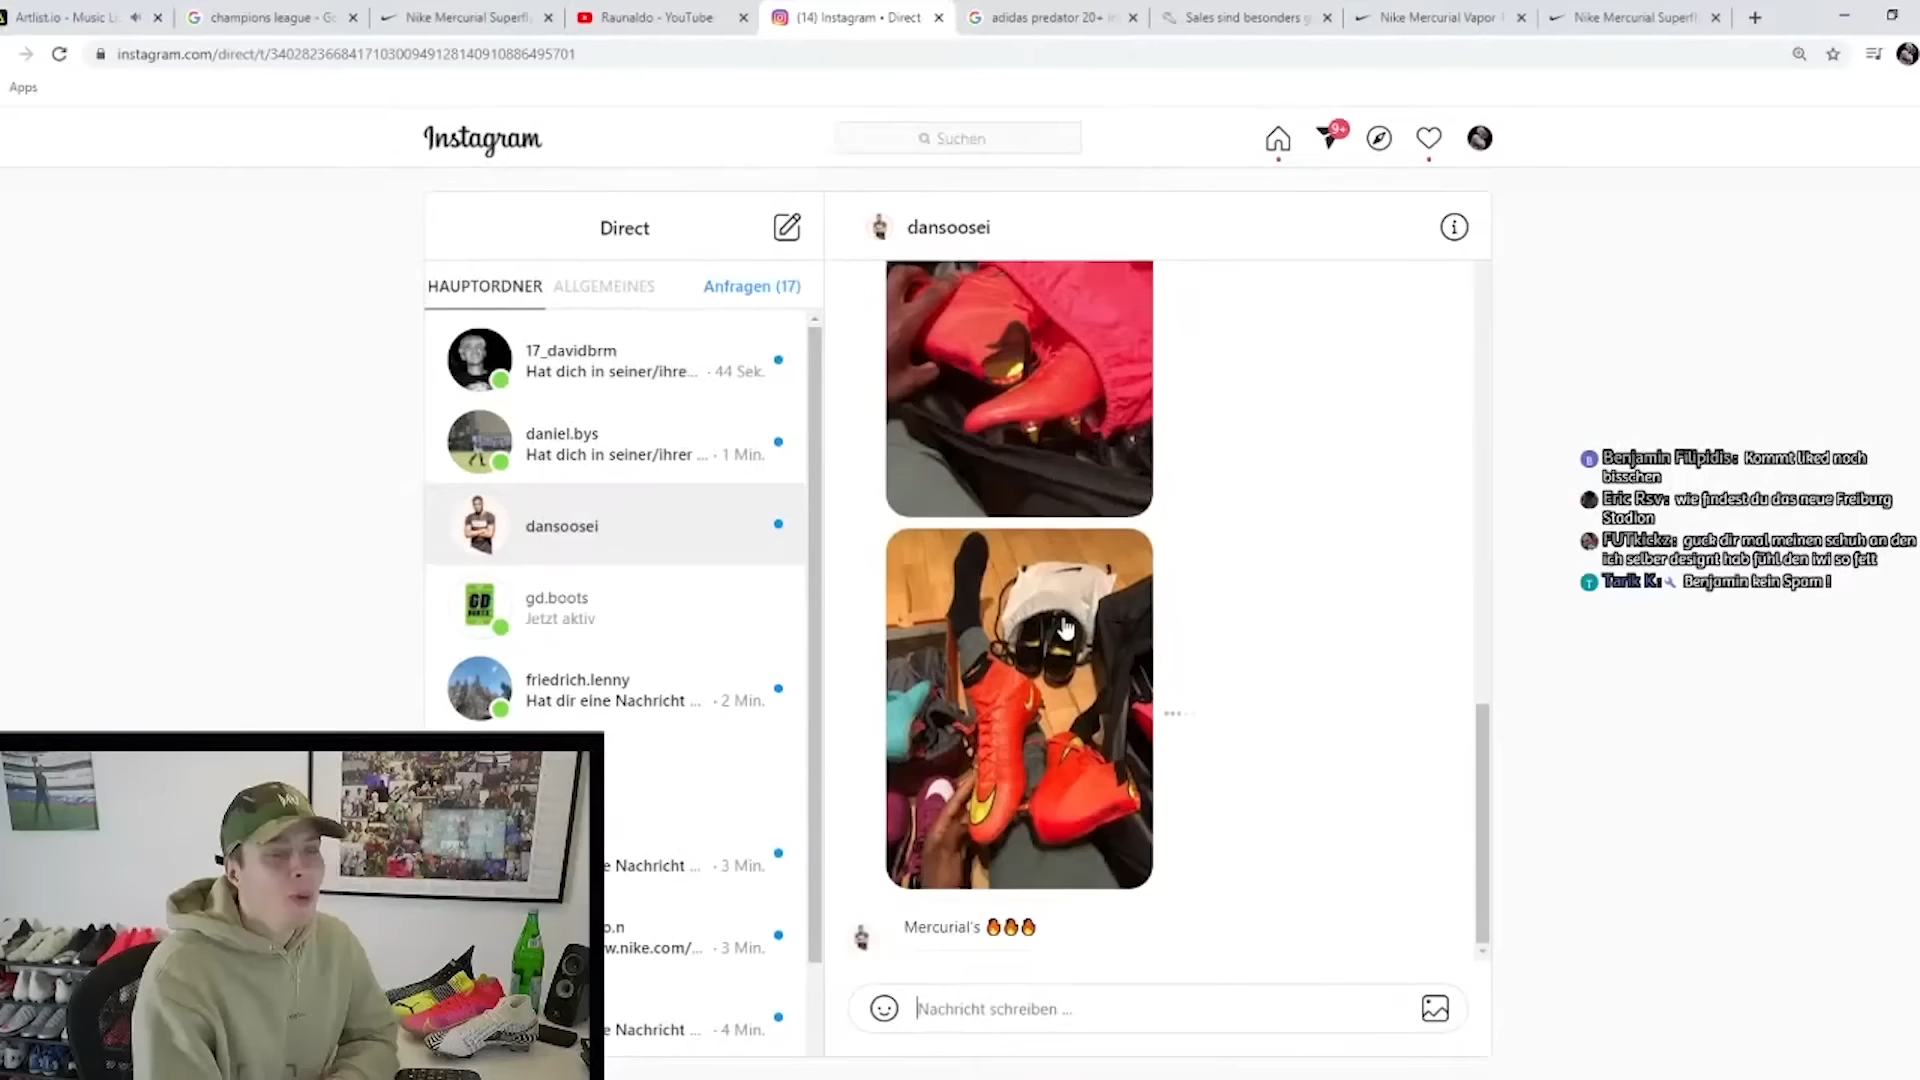 Artlist.io - Music Li
champions league - Go
Nike Mercurial Superfl
Raunaldo - YouTube
(14) Instagram • Direct
adidas predator 20+ in
Sales sind besonders g
Nike Mercurial Vapor
Nike Mercurial Superfl
instagram.com/direct/t/340282366841710300949128140910886495701
Apps
Instagram
Suchen
9+
Direct
dansoosei
HAUPTORDNER
ALLGEMEINES
Anfragen (17)
17_davidbrm
Hat dich in seiner/ihre... · 44 Sek.
daniel.bys
Hat dich in seiner/ihrer ... · 1 Min.
dansoosei
GD
gd.boots
Jetzt aktiv
friedrich.lenny
Hat dir eine Nachricht ... · 2 Min.
e Nachricht ... · 3 Min.
o.n
w.nike.com/... · 3 Min.
e Nachricht ... · 4 Min.
Mercurial's 🔥🔥🔥
Nachricht schreiben ...
Benjamin Filipidis: Kommt liked noch
bisschen
Eric Rsv: wie findest du das neue Freiburg
Stadion
FUTkickz: guck dir mal meinen schuh an den
ich selber designt hab fühl den iwi so fett
Tarik K. Benjamin kein Spam !